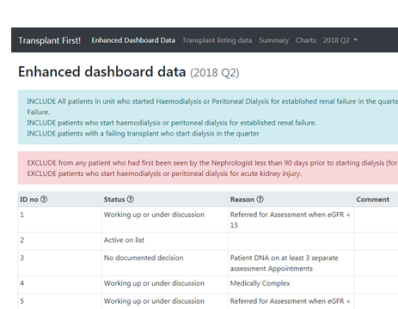 Transplant First! Enhanced Dashboard Data Transplant listing data Summary Charts 2018 Q2
Enhanced dashboard data (2018 Q2)
INCLUDE All patients in unit who started Haemodialysis or Peritoneal Dialysis for established renal failure in the quarte
Failure.
INCLUDE patients who start haemodialysis or peritoneal dialysis for established renal failure.
INCLUDE patients with a failing transplant who start dialysis in the quarter
EXCLUDE from any patient who had first been seen by the Nephrologist less than 90 days prior to starting dialysis (for
EXCLUDE patients who start haemodialysis or peritoneal dialysis for acute kidney injury.
ID no Status Reason Comment
1 Working up or under discussion Referred for Assessment when eGFR <
15
2 Active on list
3 No documented decision Patient DNA on at least 3 separate
assessment Appointments
4 Working up or under discussion Medically Complex
5 Working up or under discussion Referred for Assessment when eGFR <